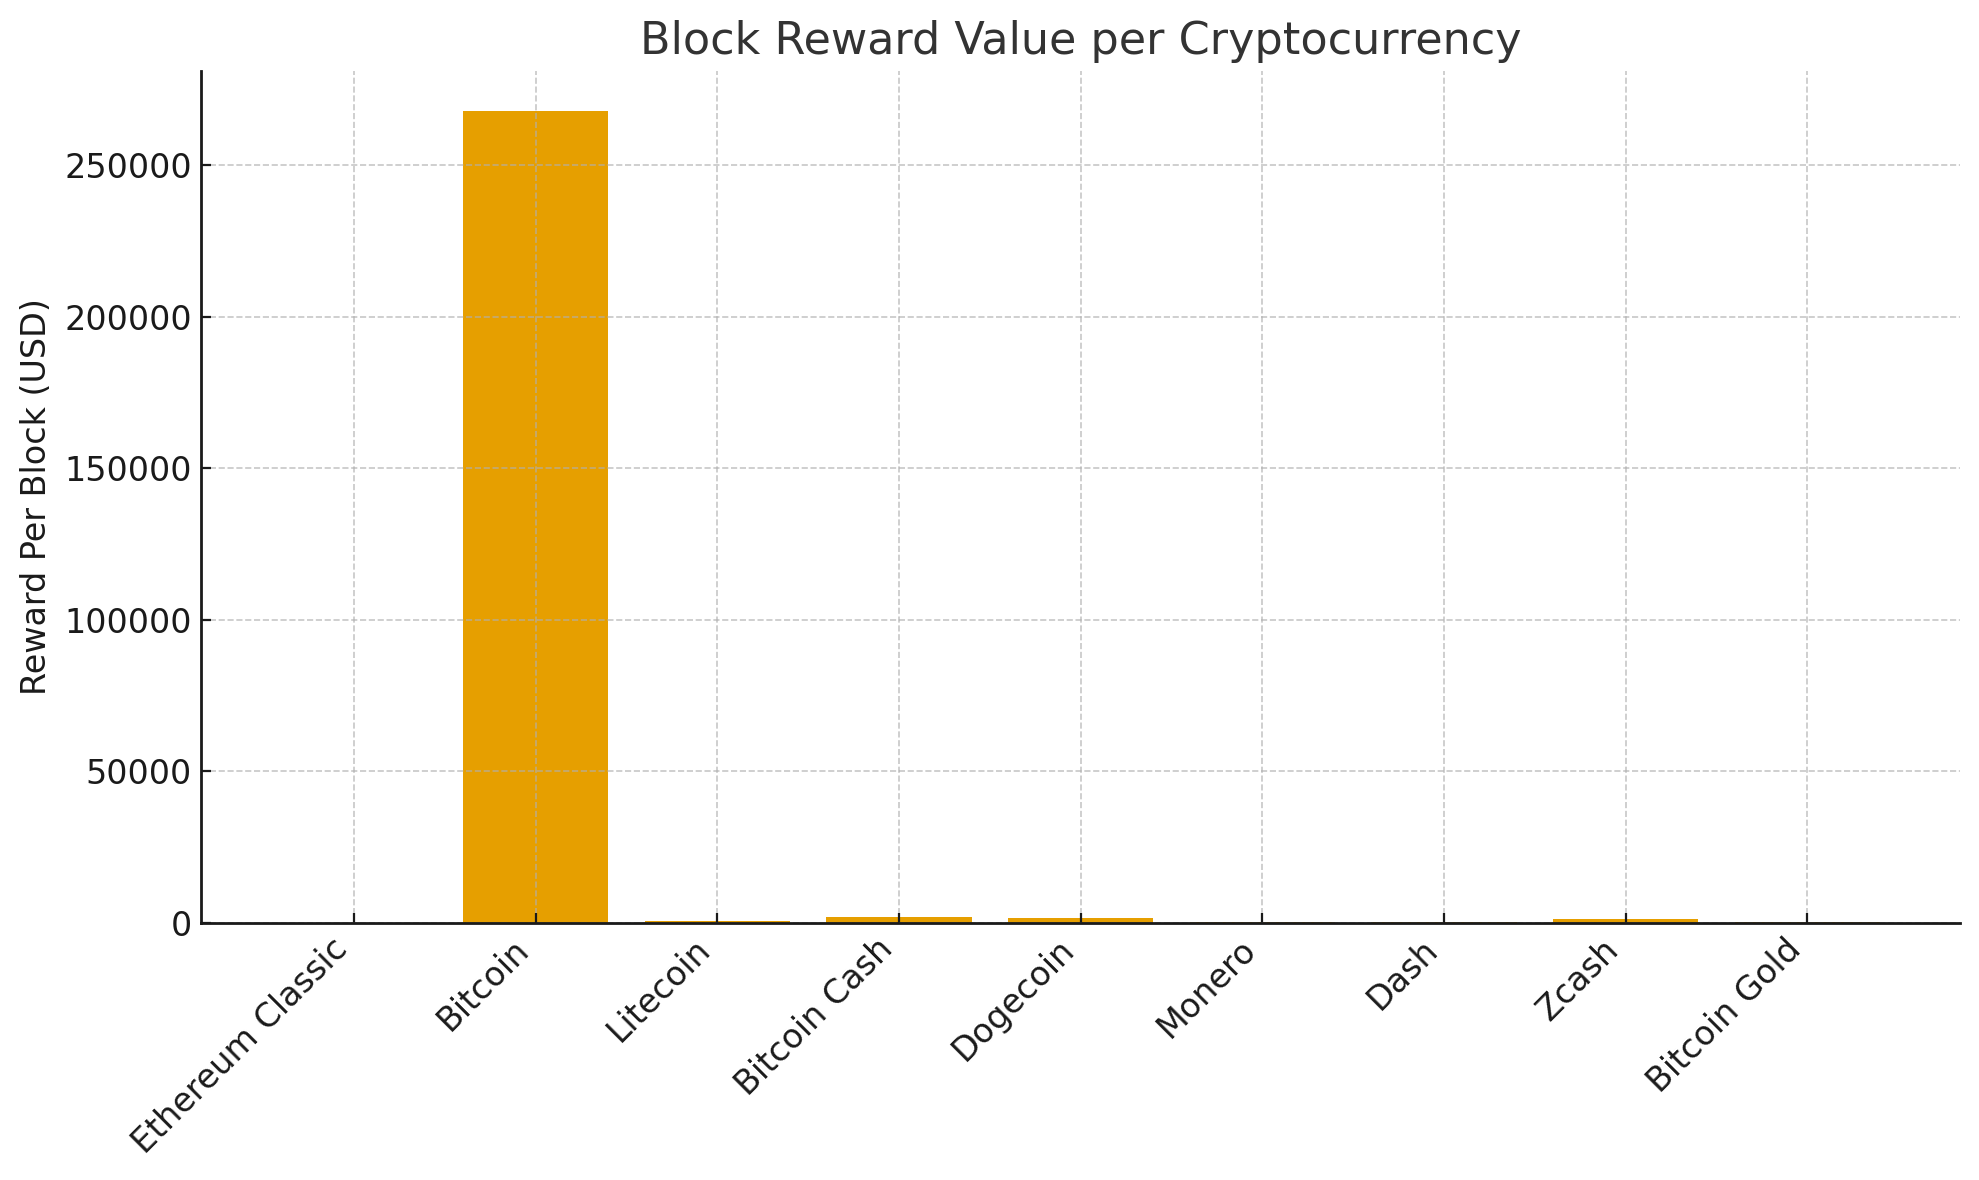 Block Reward Value per Cryptocurrency
Reward Per Block (USD)
250000
200000
150000
100000
50000
0
Ethereum Classic
Bitcoin
Litecoin
Bitcoin Cash
Dogecoin
Monero
Dash
Zcash
Bitcoin Gold